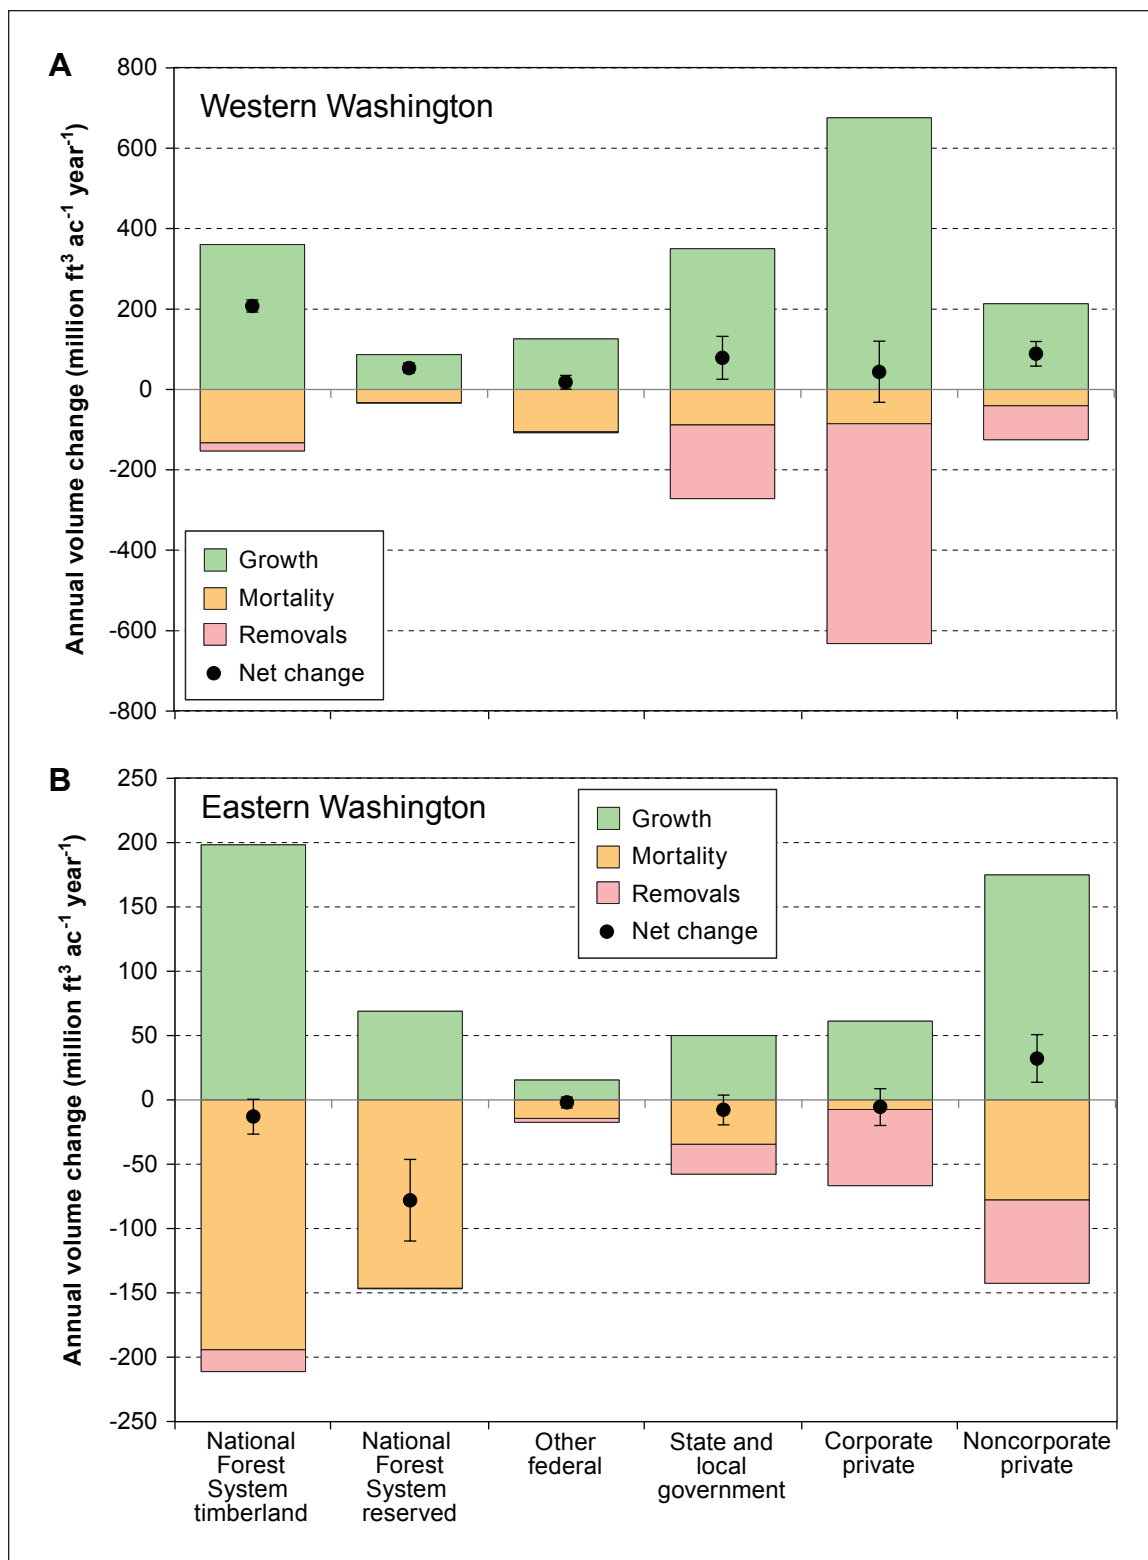 A
Western Washington
Annual volume change (million ft³ ac⁻¹ year⁻¹)
800
600
400
200
0
-200
-400
-600
-800
Growth
Mortality
Removals
Net change
B
Eastern Washington
Annual volume change (million ft³ ac⁻¹ year⁻¹)
250
200
150
100
50
0
-50
-100
-150
-200
-250
Growth
Mortality
Removals
Net change
National
Forest
System
timberland
National
Forest
System
reserved
Other
federal
State and
local
government
Corporate
private
Noncorporate
private